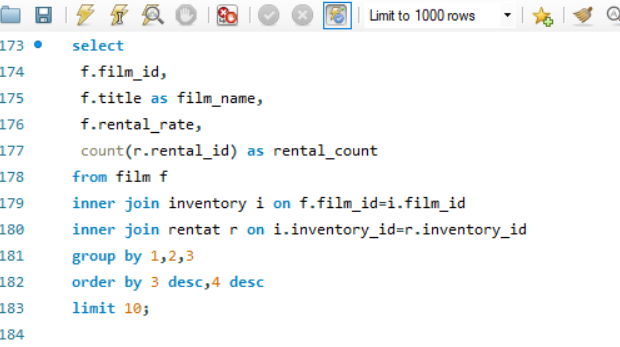 Limit to 1000 rows
173 select
174 f.film_id,
175 f.title as film_name,
176 f.rental_rate,
177 count(r.rental_id) as rental_count
178 from film f
179 inner join inventory i on f.film_id=i.film_id
180 inner join rentat r on i.inventory_id=r.inventory_id
181 group by 1,2,3
182 order by 3 desc,4 desc
183 limit 10;
184